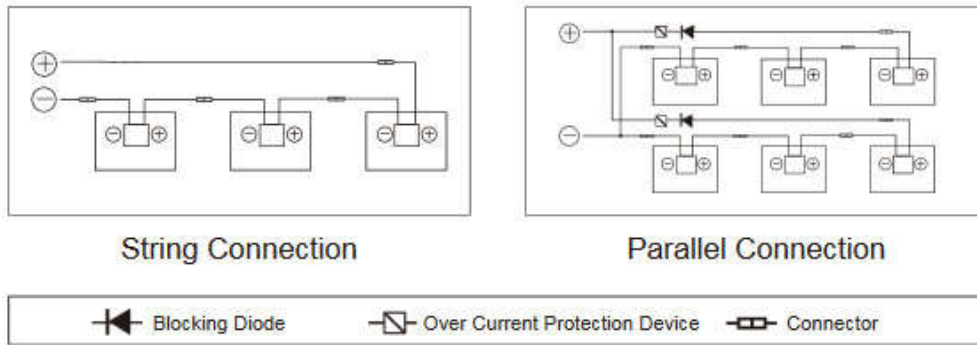 String Connection
Parallel Connection
Blocking Diode
Over Current Protection Device
Connector